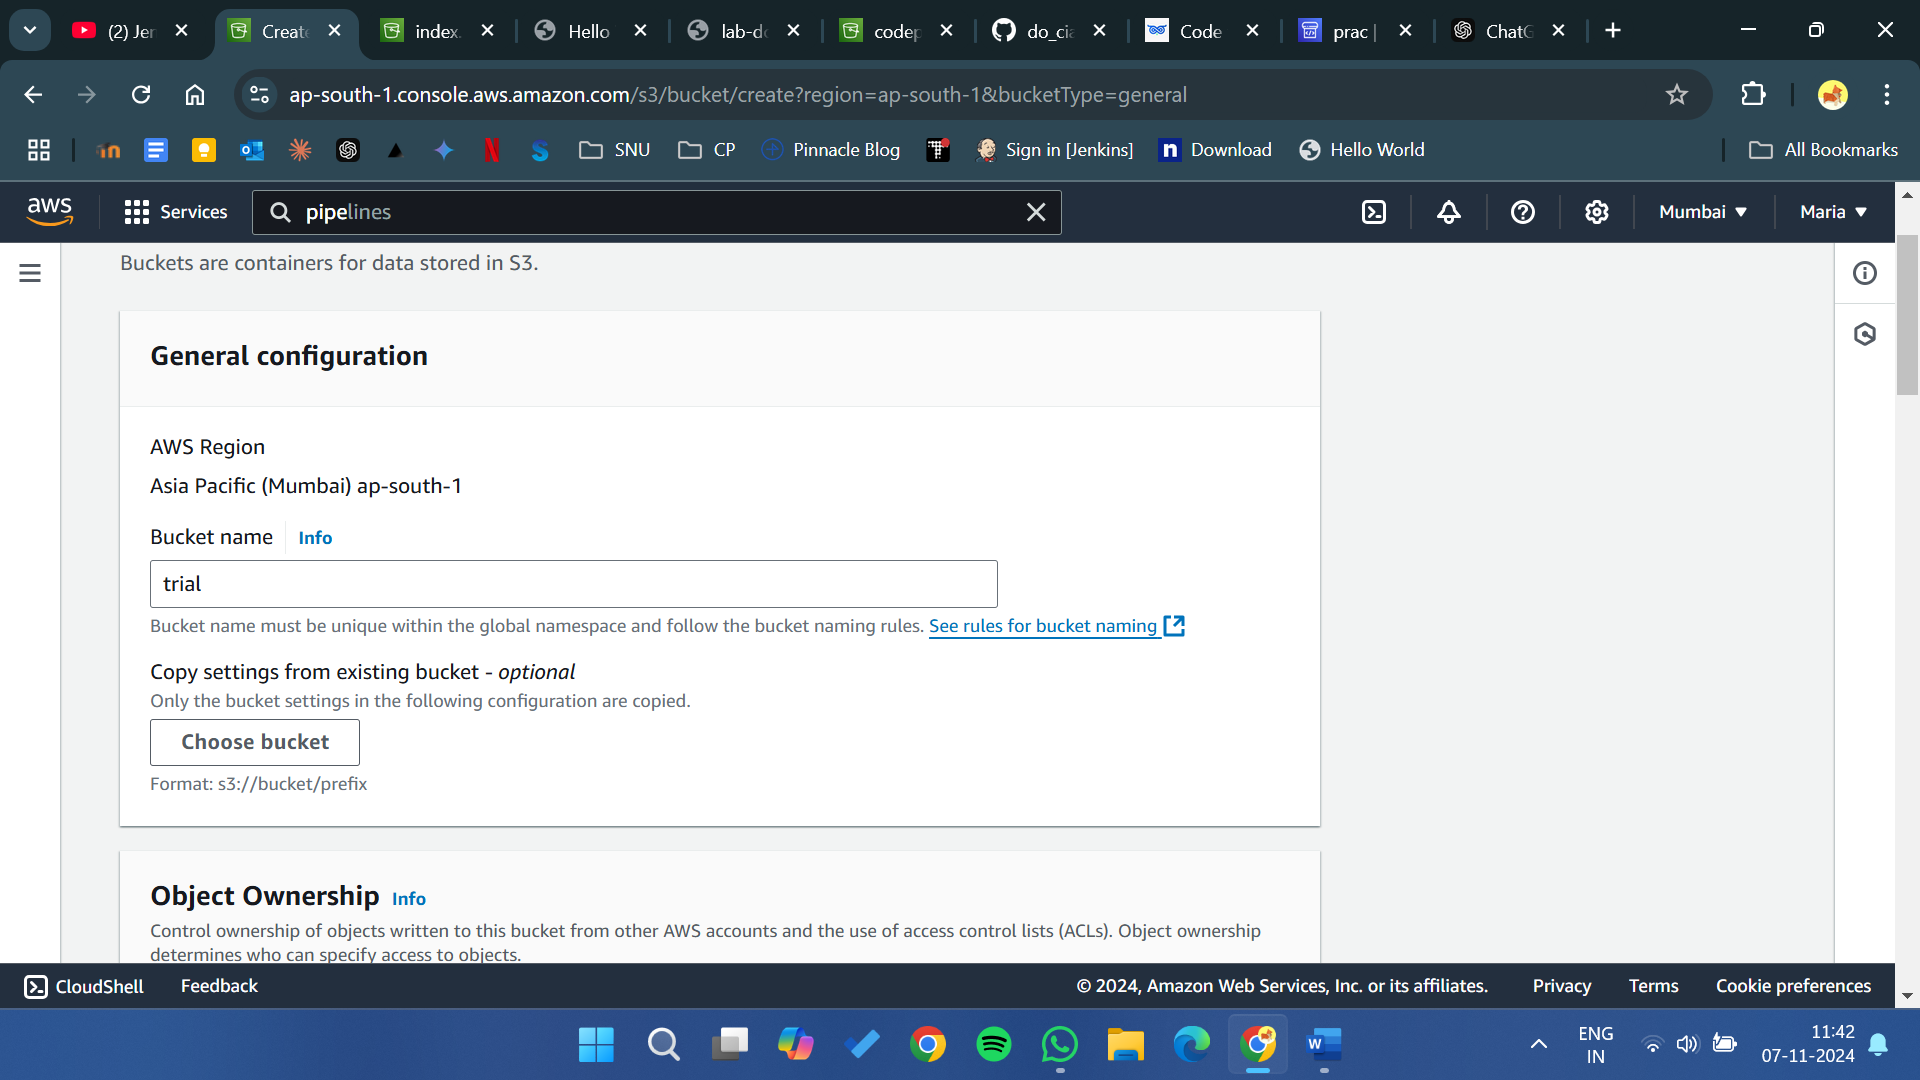 (2) Jer
Create
index.
Hello
lab-do
codep
do_cia
Code
prac |
ChatG
ap-south-1.console.aws.amazon.com/s3/bucket/create?region=ap-south-1&bucketType=general
SNU
CP
Pinnacle Blog
Sign in [Jenkins]
Download
Hello World
All Bookmarks
aws
Services
pipelines
Mumbai
Maria
Buckets are containers for data stored in S3.
General configuration
AWS Region
Asia Pacific (Mumbai) ap-south-1
Bucket name
Info
trial
Bucket name must be unique within the global namespace and follow the bucket naming rules. See rules for bucket naming
Copy settings from existing bucket - optional
Only the bucket settings in the following configuration are copied.
Choose bucket
Format: s3://bucket/prefix
Object Ownership Info
Control ownership of objects written to this bucket from other AWS accounts and the use of access control lists (ACLs). Object ownership
determines who can specify access to objects.
CloudShell
Feedback
© 2024, Amazon Web Services, Inc. or its affiliates.
Privacy
Terms
Cookie preferences
ENG
IN
11:42
07-11-2024